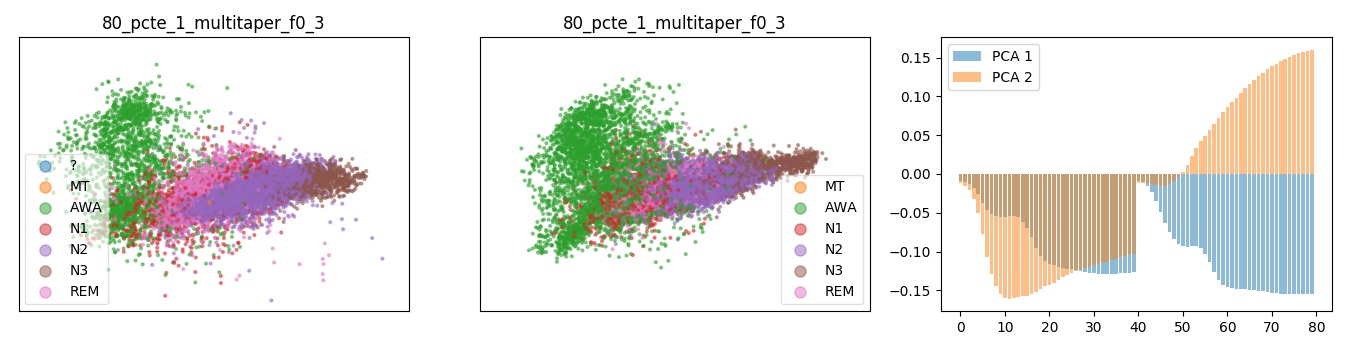 80_pcte_1_multitaper_f0_3
?
MT
AWA
N1
N2
N3
REM
80_pcte_1_multitaper_f0_3
MT
AWA
N1
N2
N3
REM
PCA 1
PCA 2
0.15
0.10
0.05
0.00
−0.05
−0.10
−0.15
0 10 20 30 40 50 60 70 80